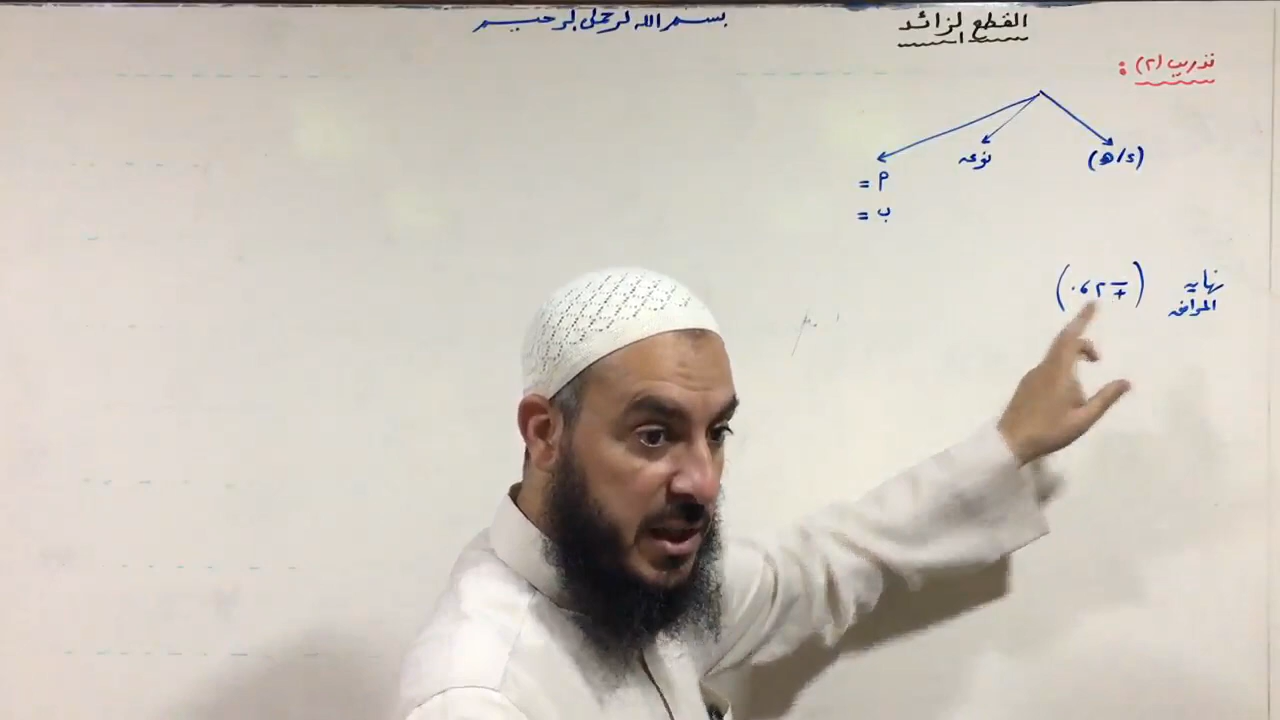 بسم الله الرحمن الرحيم
القطع الزائد
تدريب (٢) :
(د/هـ)
نوعه
أ =
ب =
نهاية المرافق (±٢، ٠)